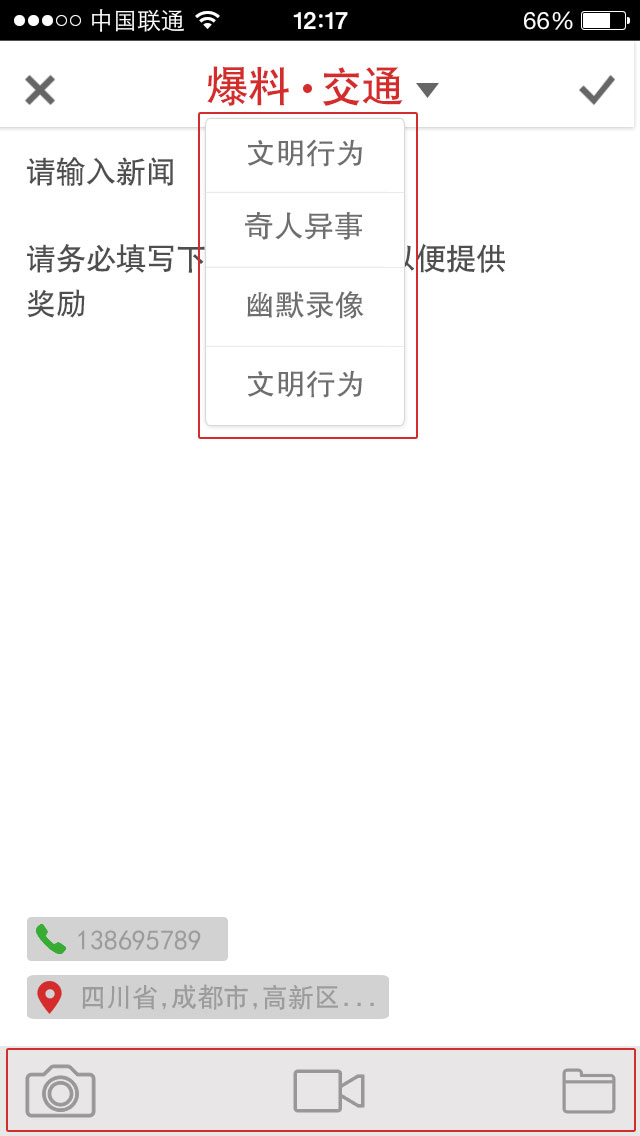 中国联通 12:17 66%
爆料·交通
文明行为
请输入新闻
奇人异事
请务必填写下 以便提供
奖励
幽默录像
文明行为
138695789
四川省,成都市,高新区...